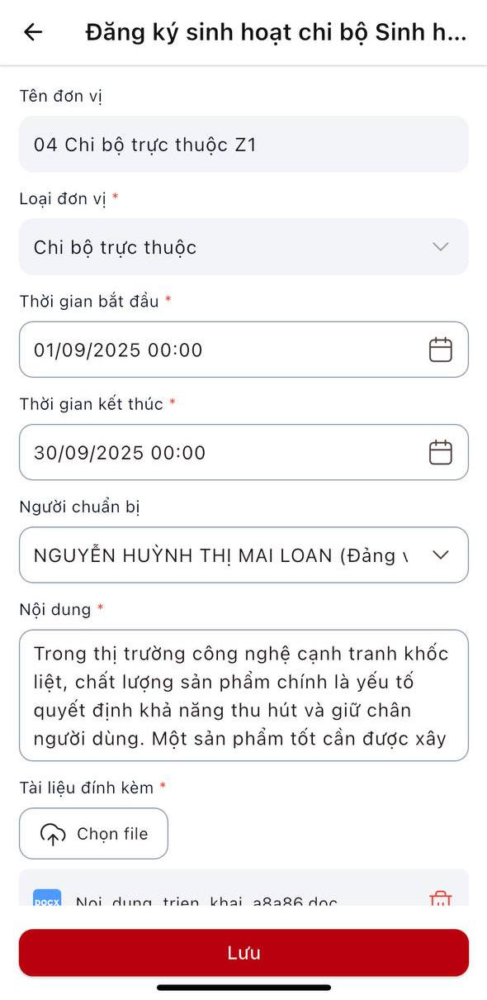 Đăng ký sinh hoạt chi bộ Sinh h...
Tên đơn vị
04 Chi bộ trực thuộc Z1
Loại đơn vị *
Chi bộ trực thuộc
Thời gian bắt đầu *
01/09/2025 00:00
Thời gian kết thúc *
30/09/2025 00:00
Người chuẩn bị
NGUYỄN HUỲNH THỊ MAI LOAN (Đảng
Nội dung *
Trong thị trường công nghệ cạnh tranh khốc
liệt, chất lượng sản phẩm chính là yếu tố
quyết định khả năng thu hút và giữ chân
người dùng. Một sản phẩm tốt cần được xây
Tài liệu đính kèm *
Chọn file
DOCX Noi_dung_trien_khai_a8a86.doc
Lưu